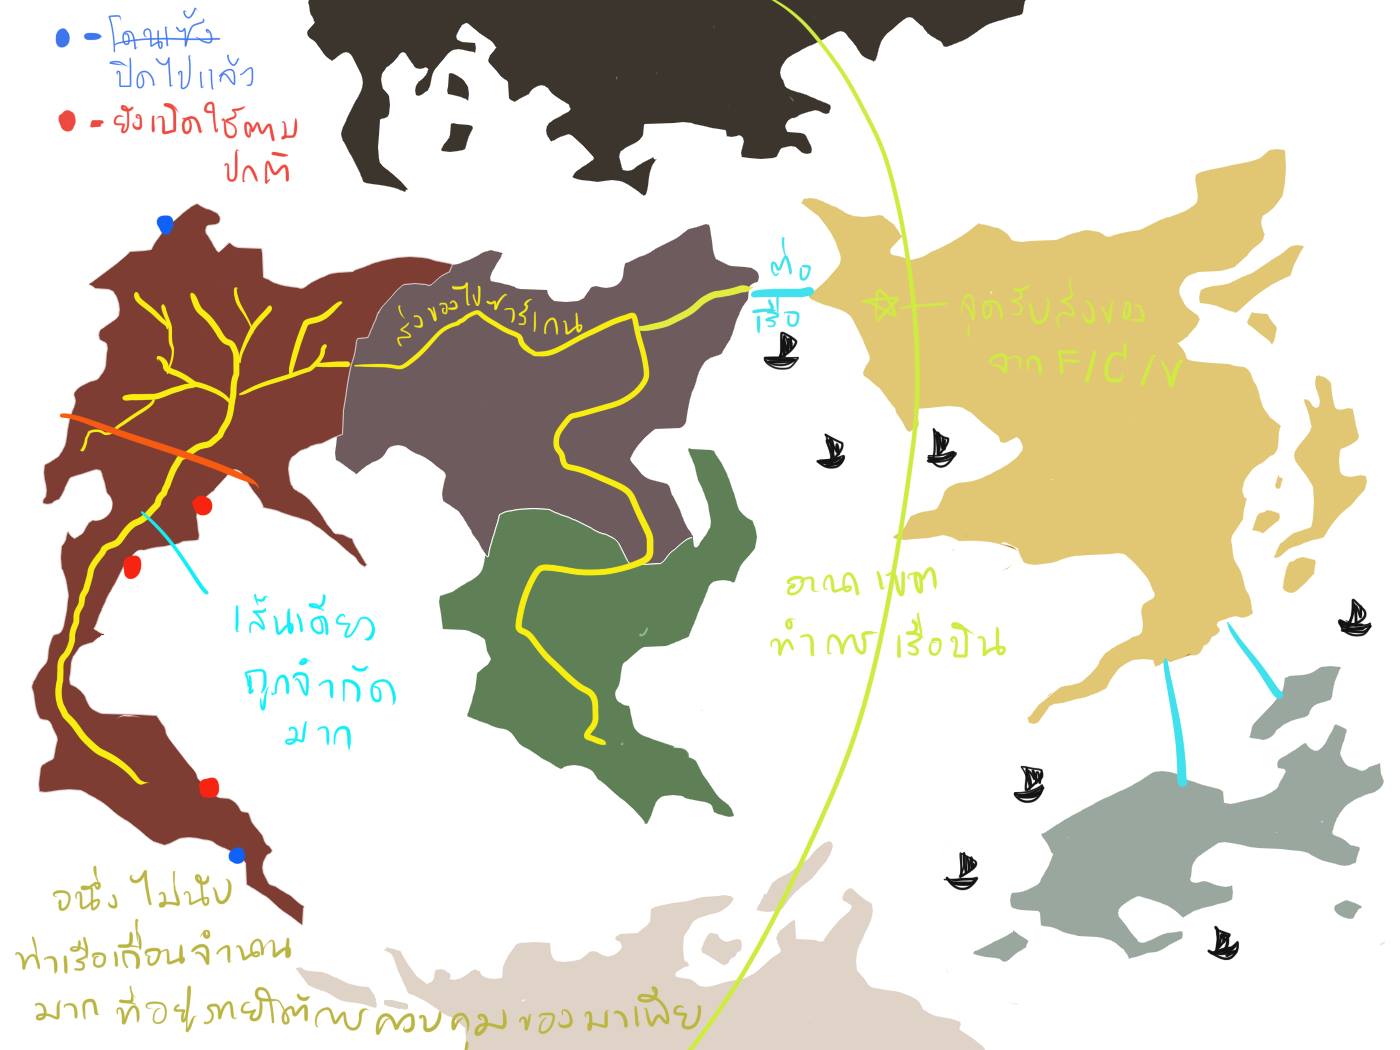 - โดนเซ้ง
ปิดไปแล้ว
- ยังเปิดใช้ตาม
ปกติ
ส่งของไปซาร์เกน
ต่อ
เรือ
จุดรับส่งของ
จาก F/C/V
อาณาเขต
ทำการเรือบิน
เส้นเดียว
ถูกจำกัด
มาก
อนึ่ง ไม่นับ
ท่าเรือเถื่อนจำนวน
มาก ที่อยู่ภายใต้การควบคุมของมาเฟีย